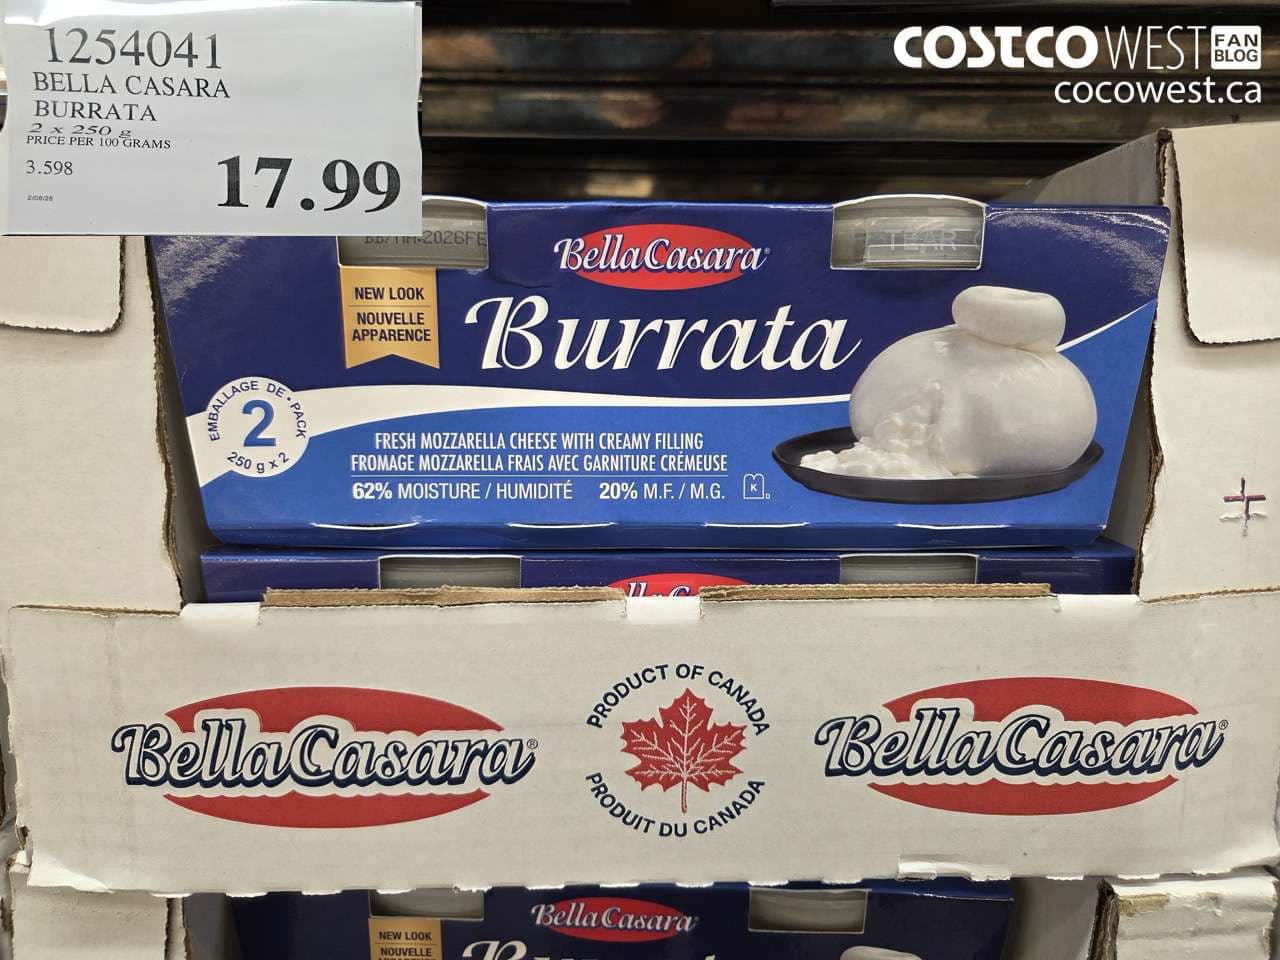 1254041
BELLA CASARA
BURRATA
2 x 250 g
PRICE PER 100 GRAMS
3.598
17.99
COSTCO WEST FAN BLOG
cocowest.ca
2026FE
TEAR
BellaCasara®
NEW LOOK
NOUVELLE
APPARENCE
Burrata
EMBALLAGE DE • PACK
2
250 g x 2
FRESH MOZZARELLA CHEESE WITH CREAMY FILLING
FROMAGE MOZZARELLA FRAIS AVEC GARNITURE CRÉMEUSE
62% MOISTURE / HUMIDITÉ 20% M.F. / M.G. K D
PRODUCT OF CANADA
BellaCasara®
BellaCasara®
PRODUIT DU CANADA
BellaCasara®
NEW LOOK
NOUVELLE
Burrata